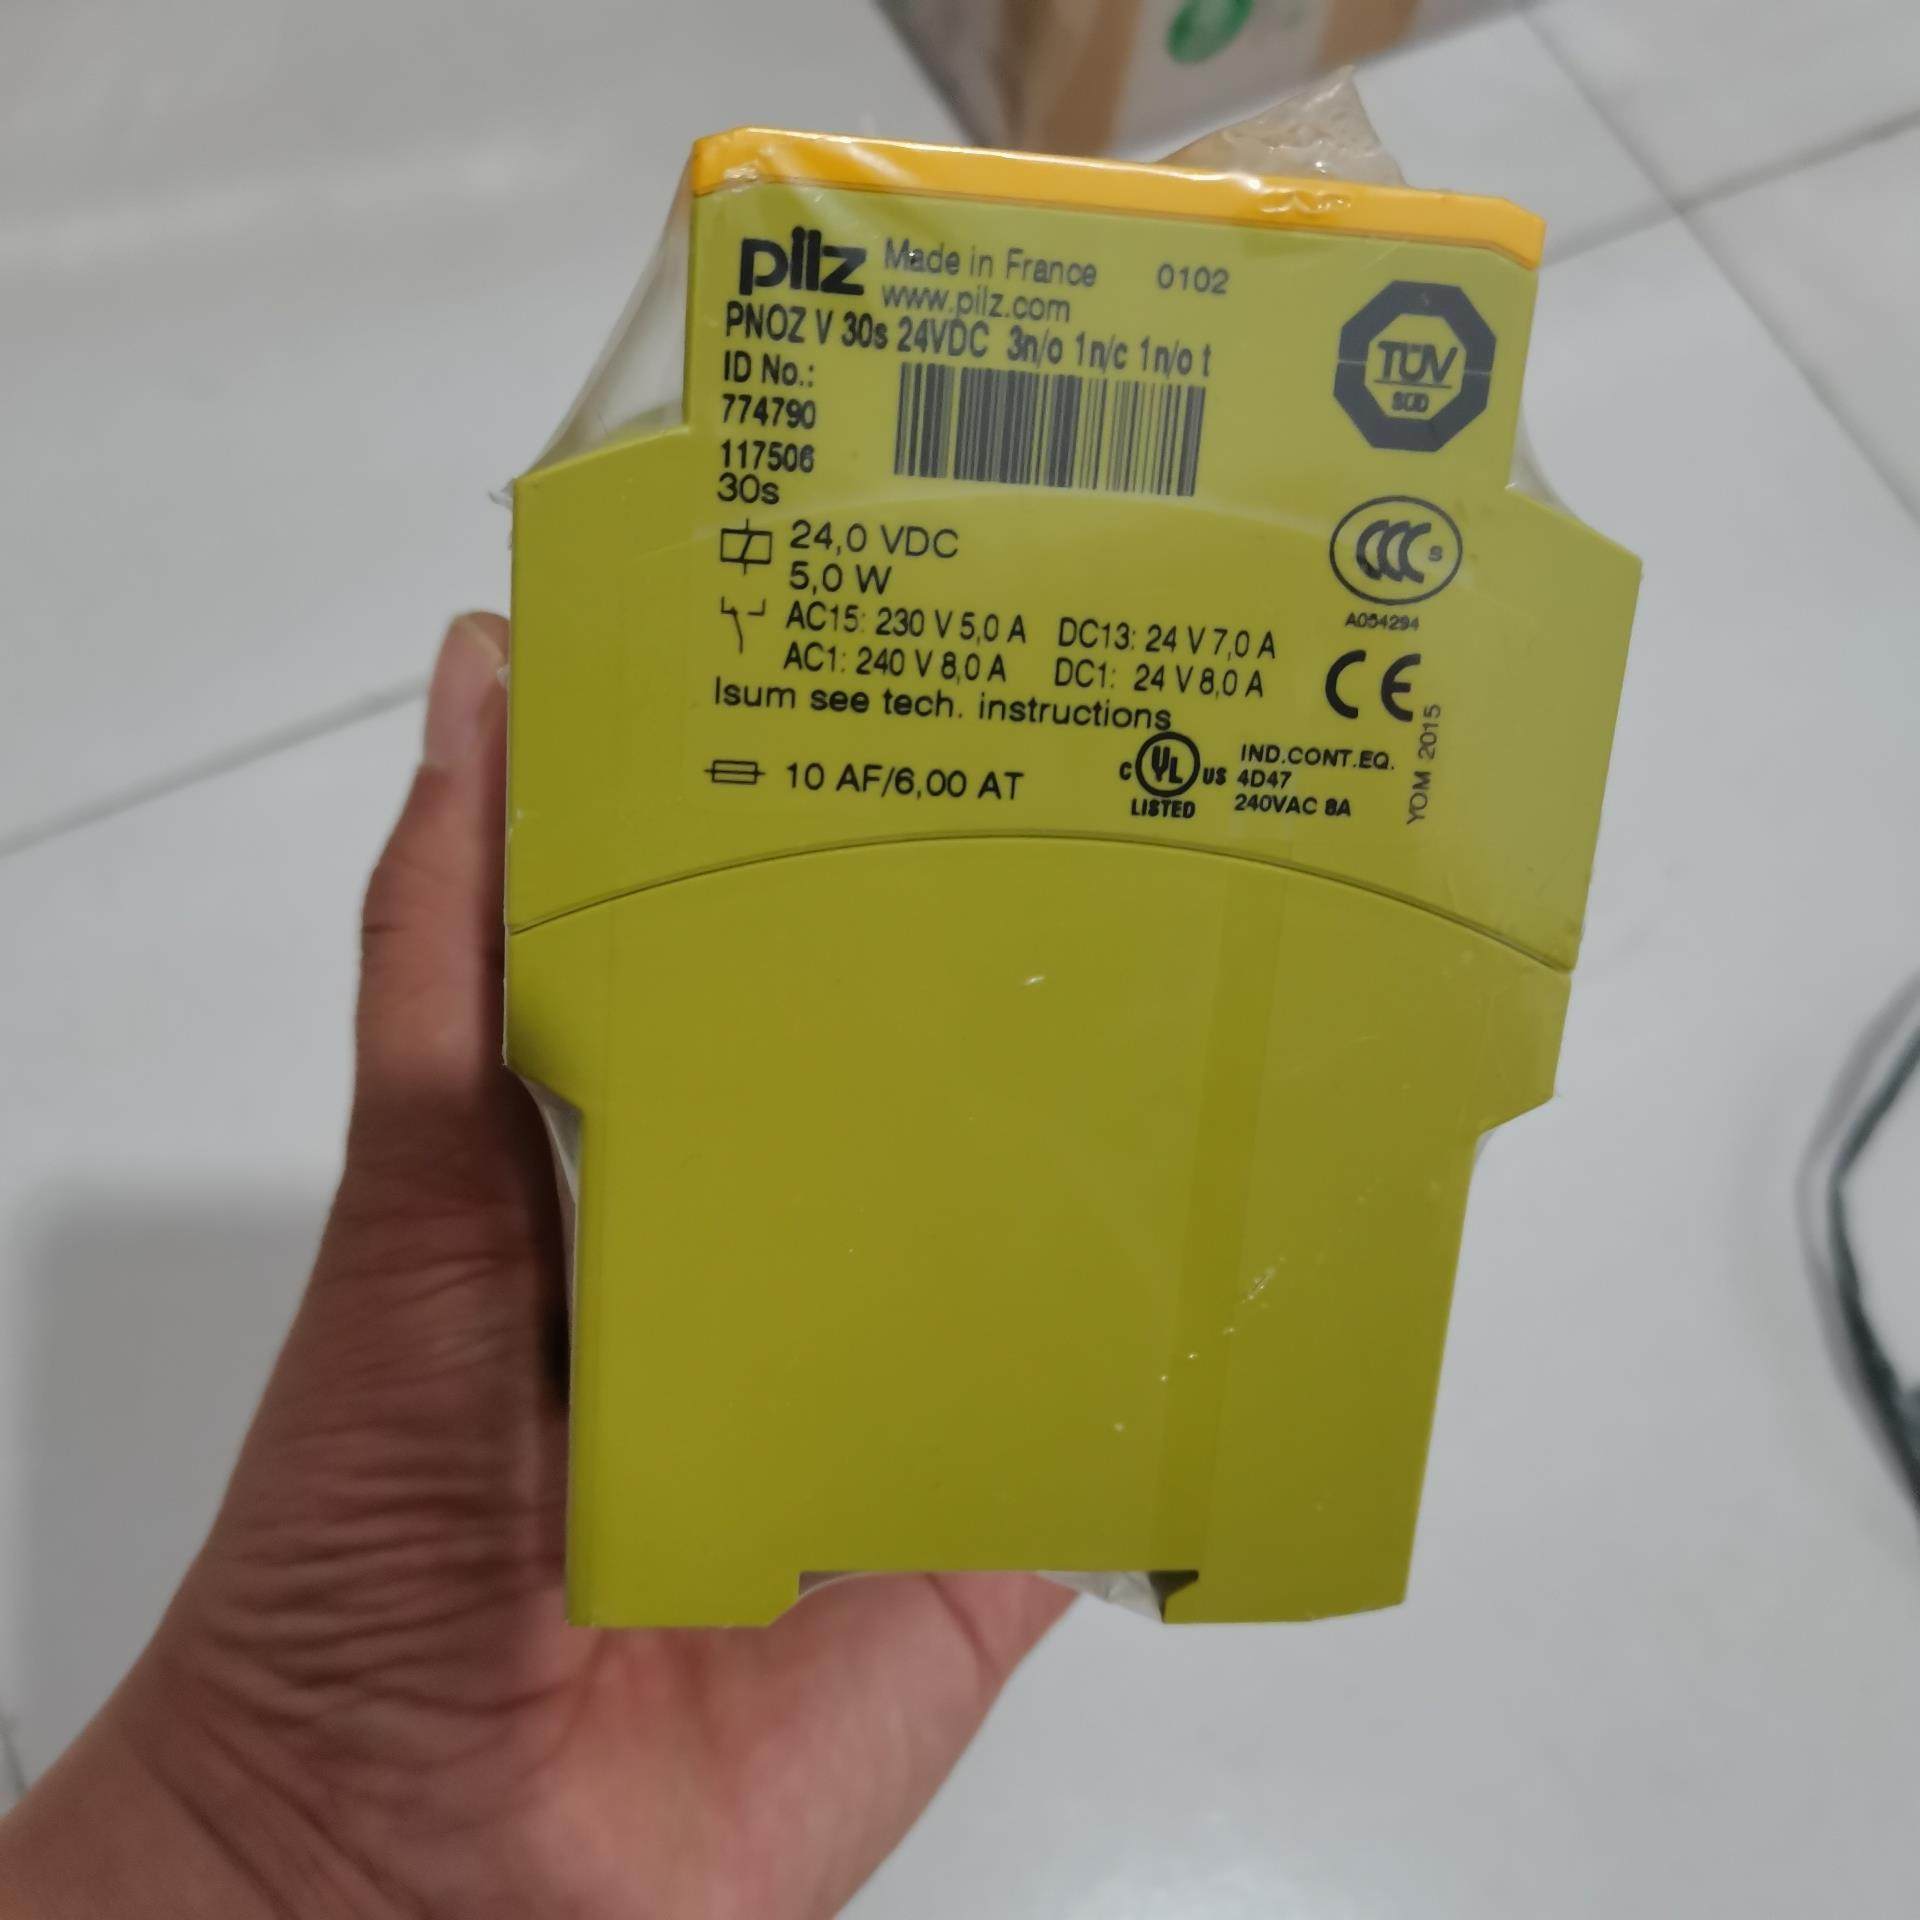 pilz Made in France 0102
www.pilz.com
PNOZ V 30s 24VDC 3n/o 1n/c 1n/o t
ID No.:
774790
117506
30s
24,0 VDC
5,0 W
AC15: 230 V 5,0 A DC13: 24 V 7,0 A
AC1: 240 V 8,0 A DC1: 24 V 8,0 A
Isum see tech. instructions
10 AF/6,00 AT
TÜV
SÜD
CCC S
A054294
CE
YOM 2015
C UL US
LISTED
IND.CONT.EQ.
4D47
240VAC 8A